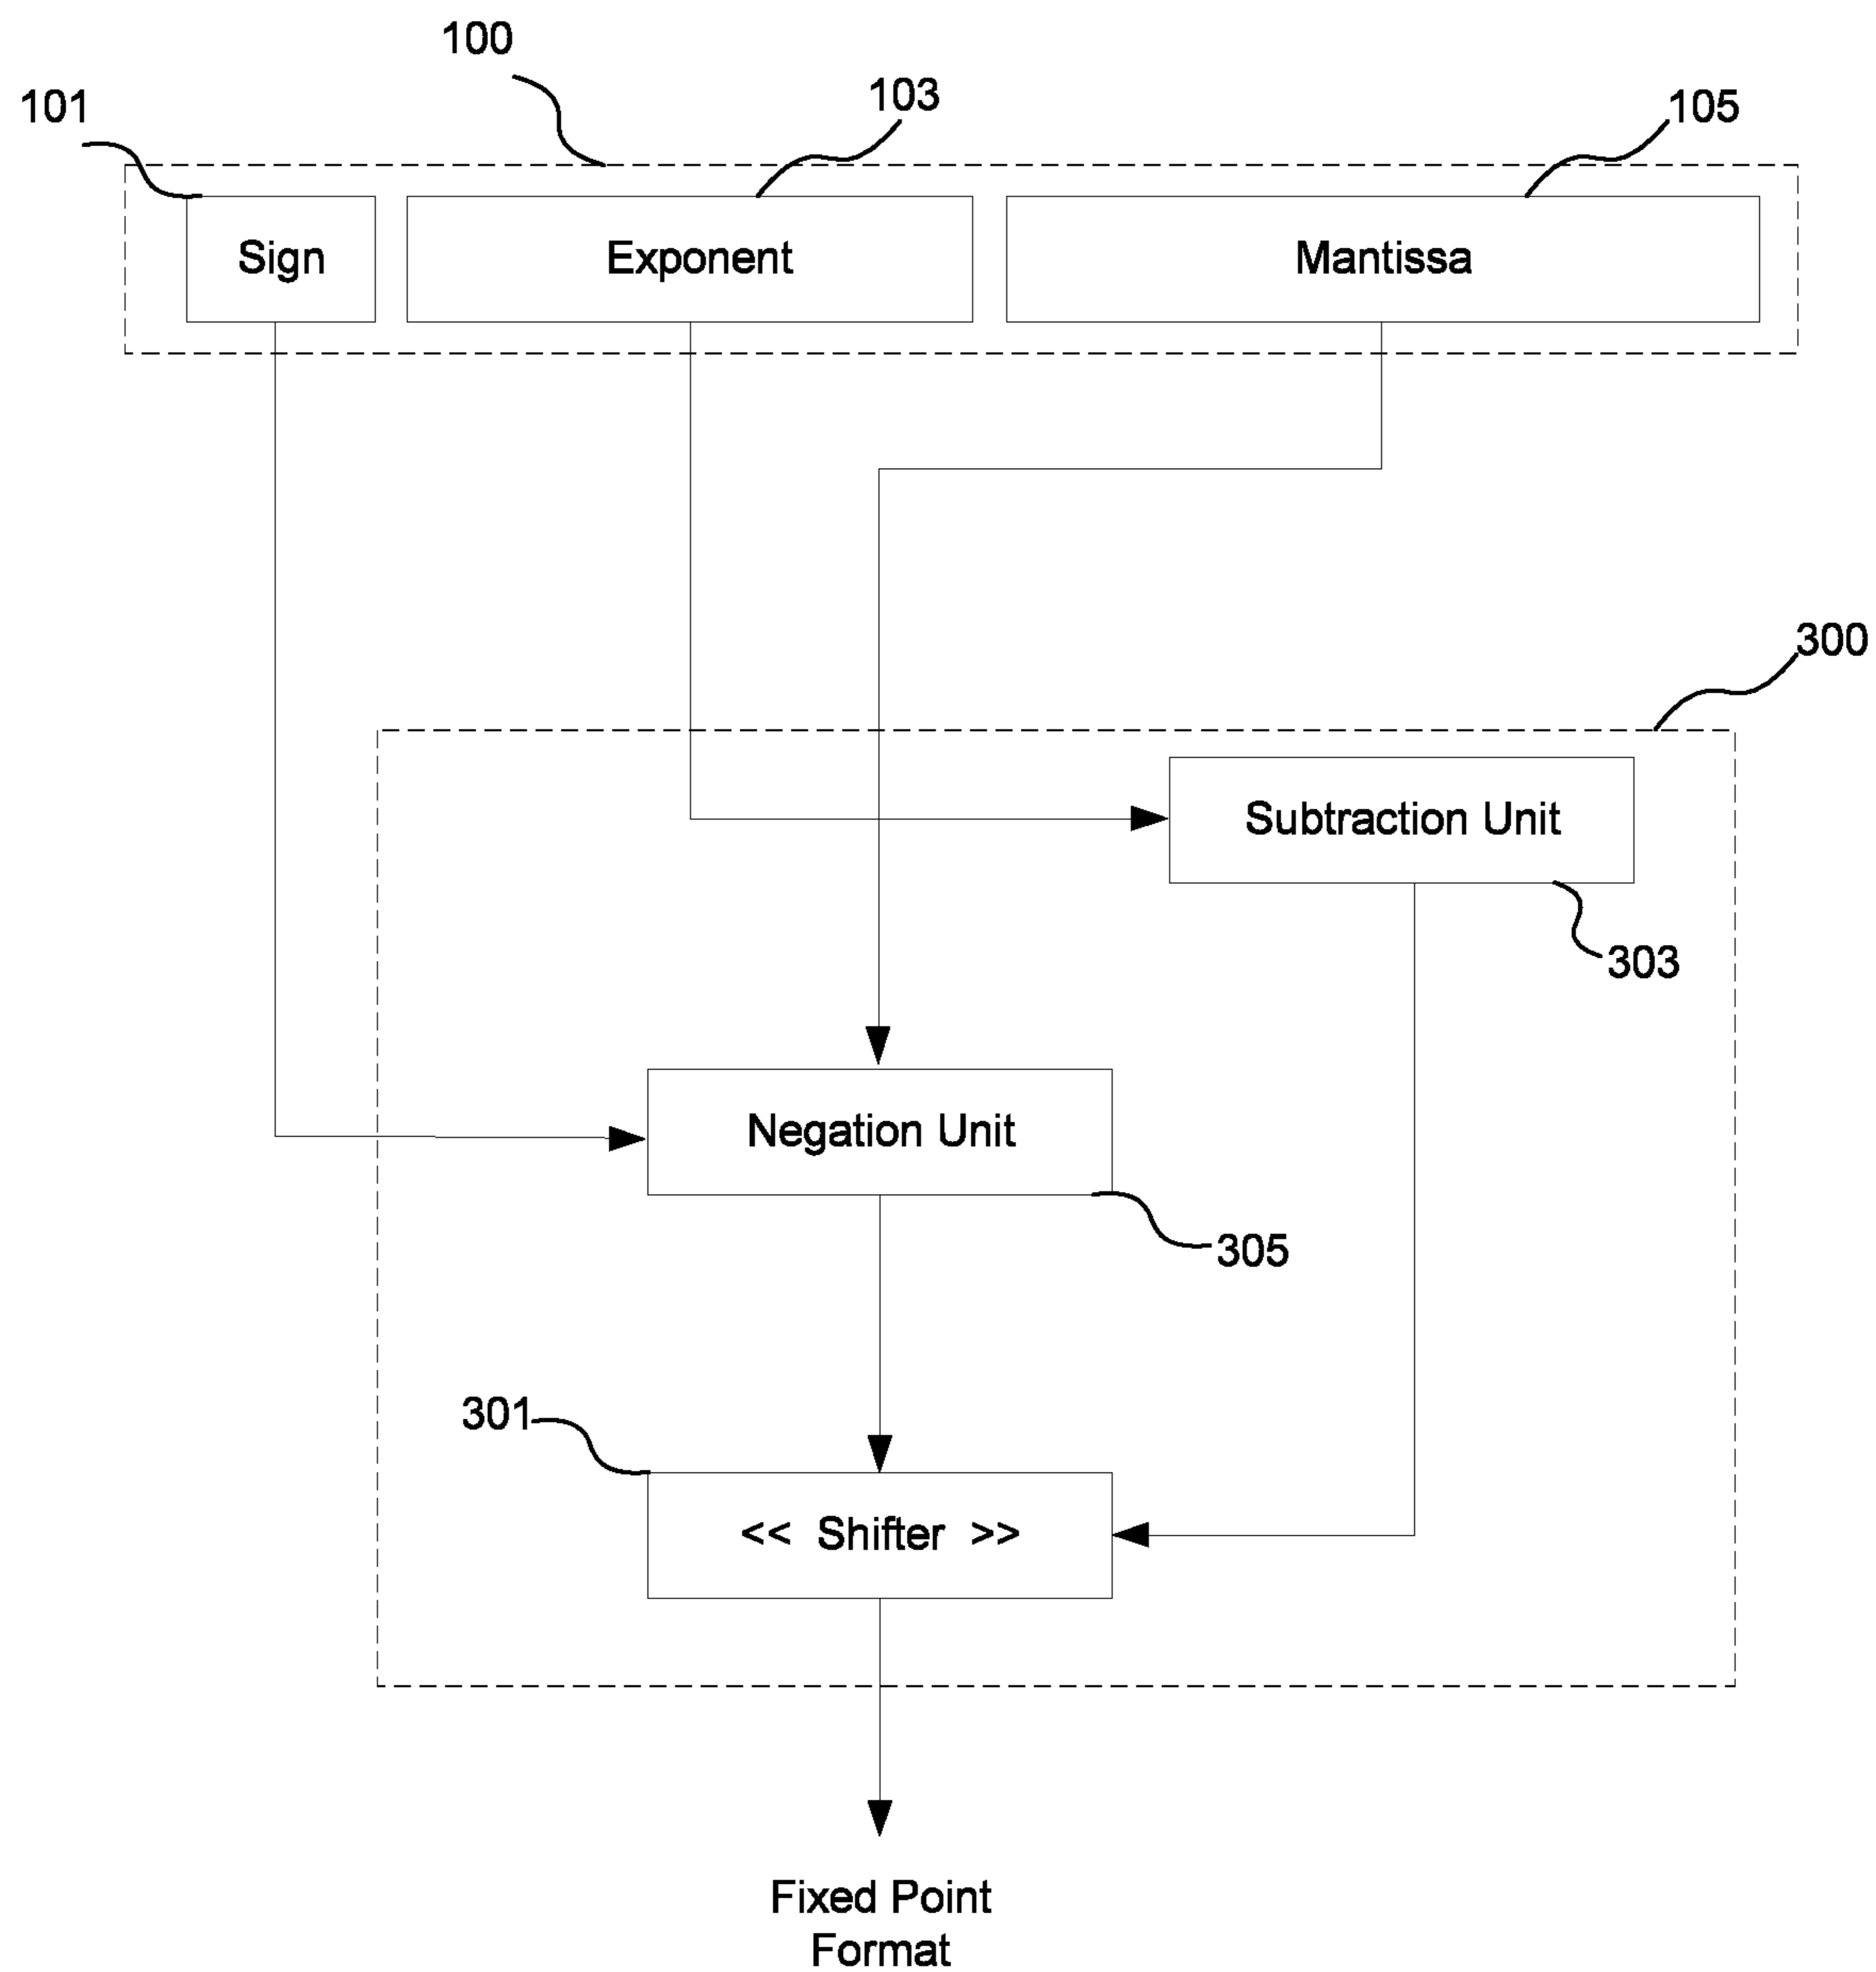 100
101
103
105
Sign
Exponent
Mantissa
300
Subtraction Unit
303
Negation Unit
305
301
<< Shifter >>
Fixed Point
Format